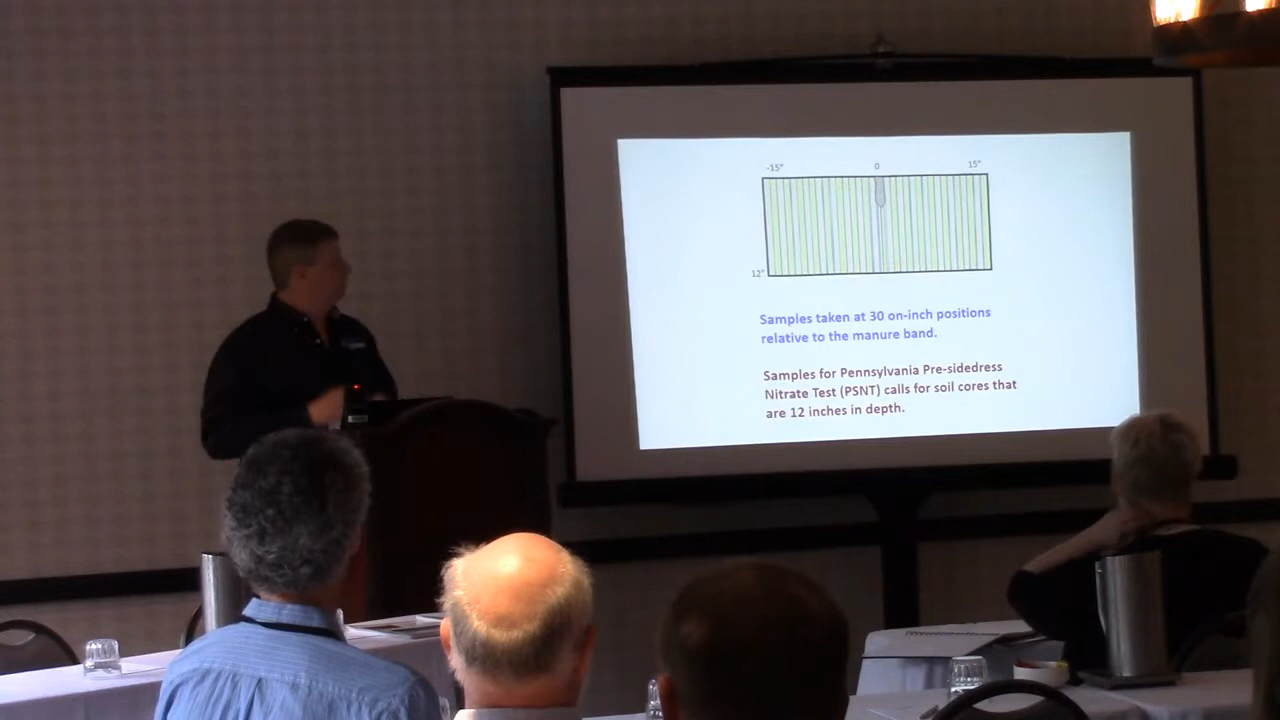 -15" 0 15"
12"
Samples taken at 30 on-inch positions
relative to the manure band.
Samples for Pennsylvania Pre-sidedress
Nitrate Test (PSNT) calls for soil cores that
are 12 inches in depth.